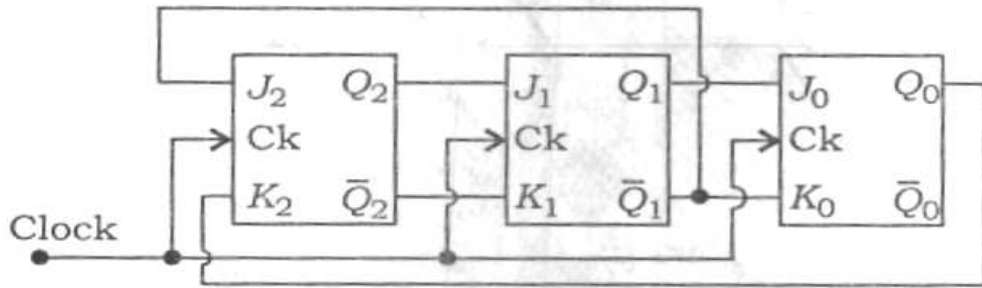 J₂ Q₂ J₁ Q₁ J₀ Q₀
Ck Ck Ck
K₂ Q̅₂ K₁ Q̅₁ K₀ Q̅₀
Clock